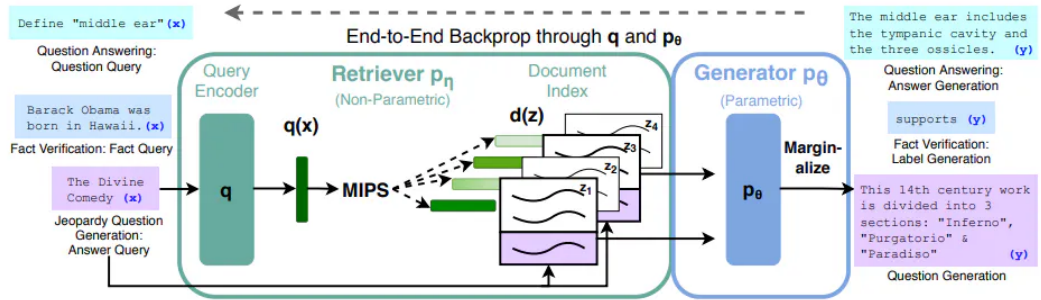 Define "middle ear"(x)
Question Answering:
Question Query
Barack Obama was
born in Hawaii.(x)
Fact Verification: Fact Query
The Divine
Comedy (x)
Jeopardy Question
Generation:
Answer Query
End-to-End Backprop through q and pθ
Query
Encoder
Retriever pη
(Non-Parametric)
Document
Index
q
q(x)
MIPS
d(z)
z4
z3
z2
z1
Generator pθ
(Parametric)
pθ
Margin-
alize
The middle ear includes
the tympanic cavity and
the three ossicles. (y)
Question Answering:
Answer Generation
supports (y)
Fact Verification:
Label Generation
This 14th century work
is divided into 3
sections: "Inferno",
"Purgatorio" &
"Paradiso" (y)
Question Generation